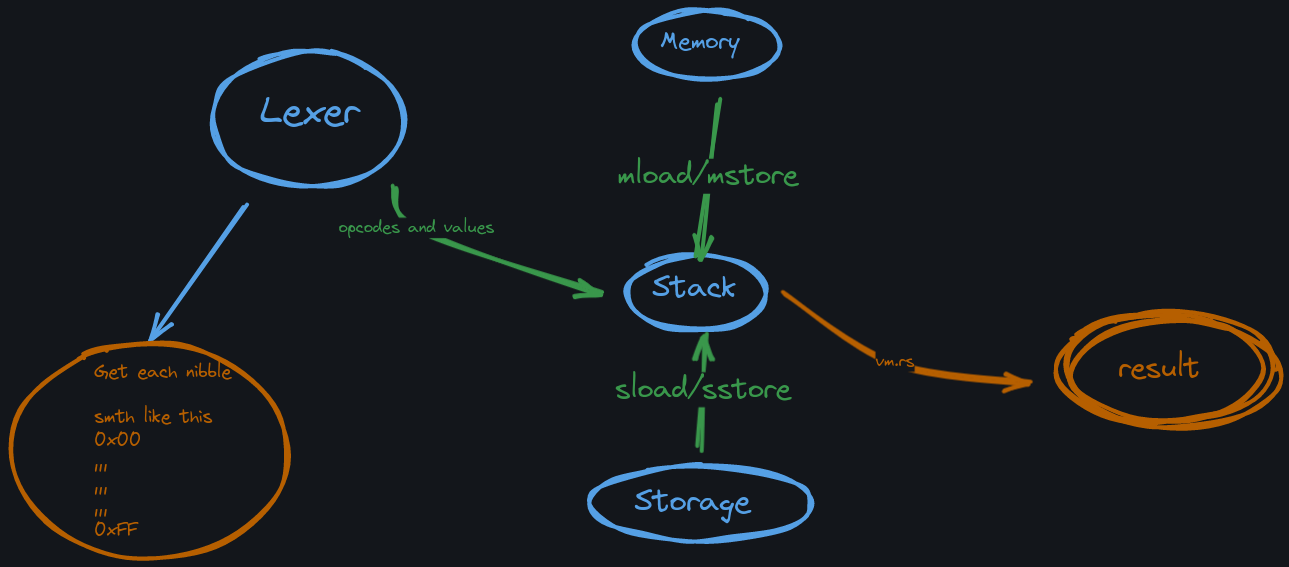 Memory
Lexer
mload/mstore
opcodes and values
Stack
Get each nibble
smth like this
0x00
,,,
,,,
,,,
0xFF
vm.rs
result
sload/sstore
Storage